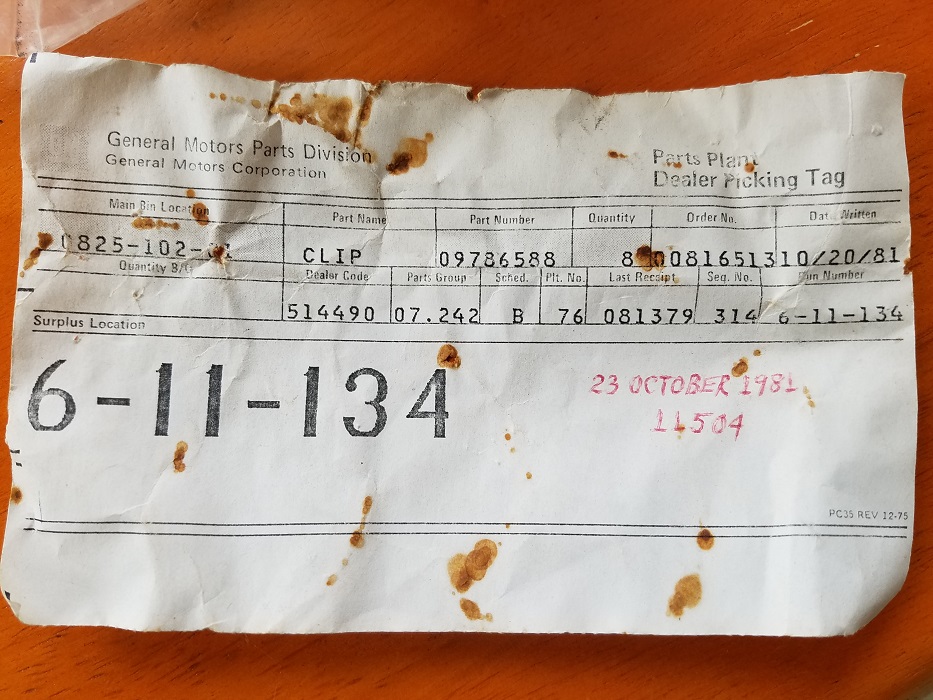 General Motors Parts Division
General Motors Corporation
Parts Plant
Dealer Picking Tag
Main Bin Location Part Name Part Number Quantity Order No. Date Written
CLIP 09786588 8 00816513 10/20/81
Quantity B/O Dealer Code Parts Group Sched. Plt. No. Last Receipt Seq. No. Run Number
514490 07.242 B 76 081379 314 6-11-134
Surplus Location
6-11-134
23 OCTOBER 1981
11504
PC35 REV 12-75